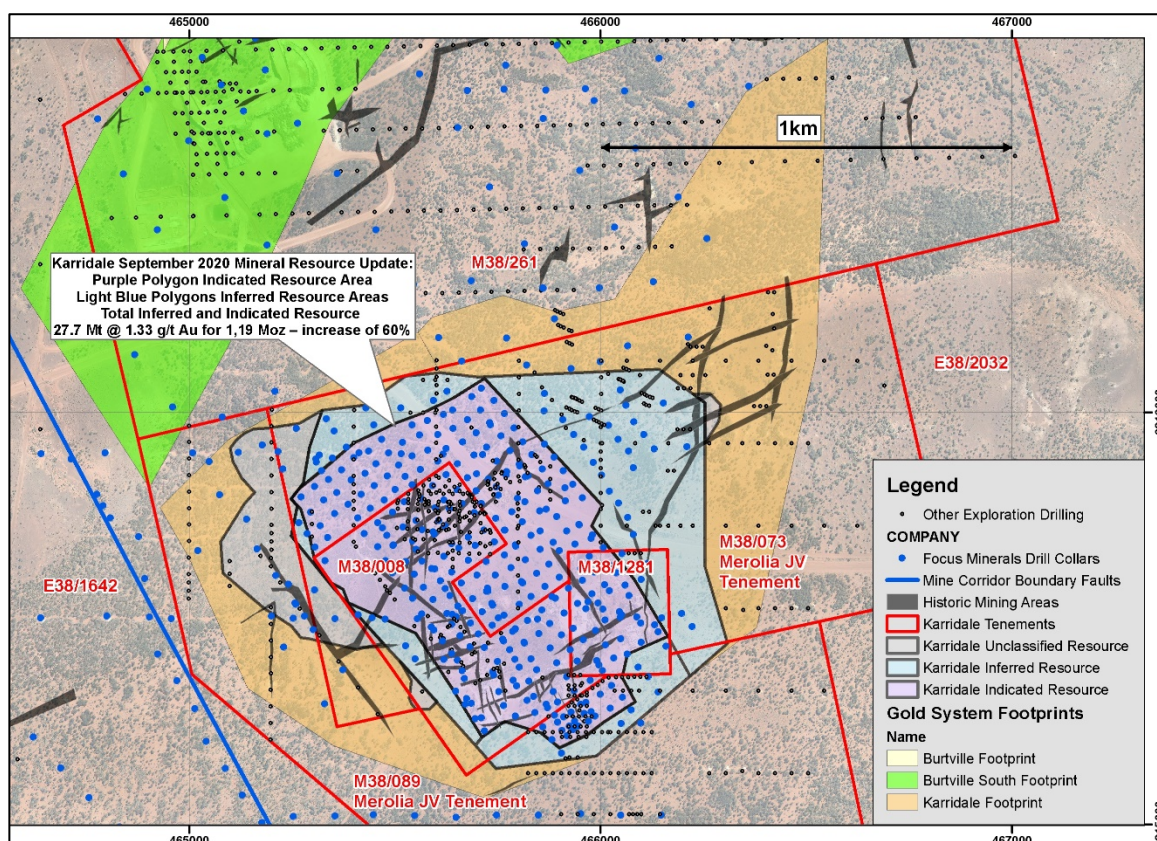 465000
466000
467000
1km
Karridale September 2020 Mineral Resource Update:
Purple Polygon Indicated Resource Area
Light Blue Polygons Inferred Resource Areas
Total Inferred and Indicated Resource
27.7 Mt @ 1.33 g/t Au for 1,19 Moz – increase of 60%
M38/261
E38/2032
M38/073
Merolia JV
Tenement
M38/008
M38/1281
E38/1642
M38/089
Merolia JV Tenement
Legend
Other Exploration Drilling
COMPANY
Focus Minerals Drill Collars
Mine Corridor Boundary Faults
Historic Mining Areas
Karridale Tenements
Karridale Unclassified Resource
Karridale Inferred Resource
Karridale Indicated Resource
Gold System Footprints
Name
Burtville Footprint
Burtville South Footprint
Karridale Footprint
465000
466000
467000